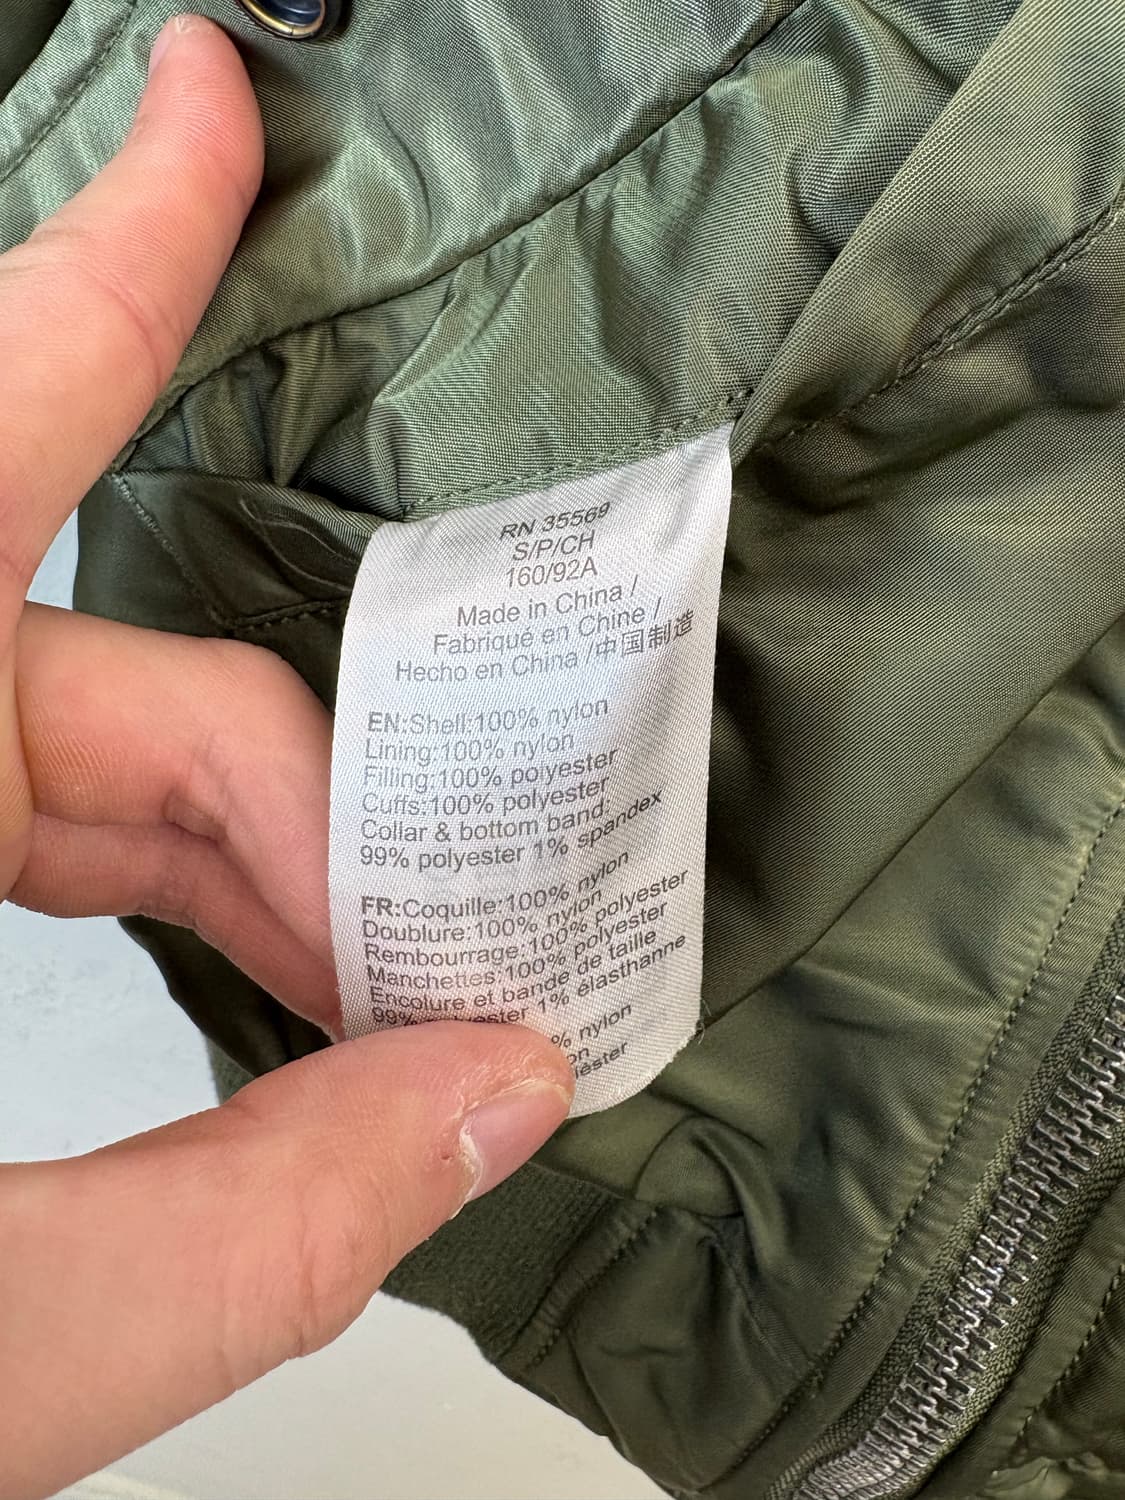 RN 35569
S/P/CH
160/92A
Made in China /
Fabriqué en Chine /
Hecho en China /中国制造
EN:Shell:100% nylon
Lining:100% nylon
Filling:100% polyester
Cuffs:100% polyester
Collar & bottom band:
99% polyester 1% spandex
FR:Coquille:100% nylon
Doublure:100% nylon
Rembourrage:100% polyester
Manchettes:100% polyester
Encolure et bande de taille
99% 1% élasthanne
% nylon